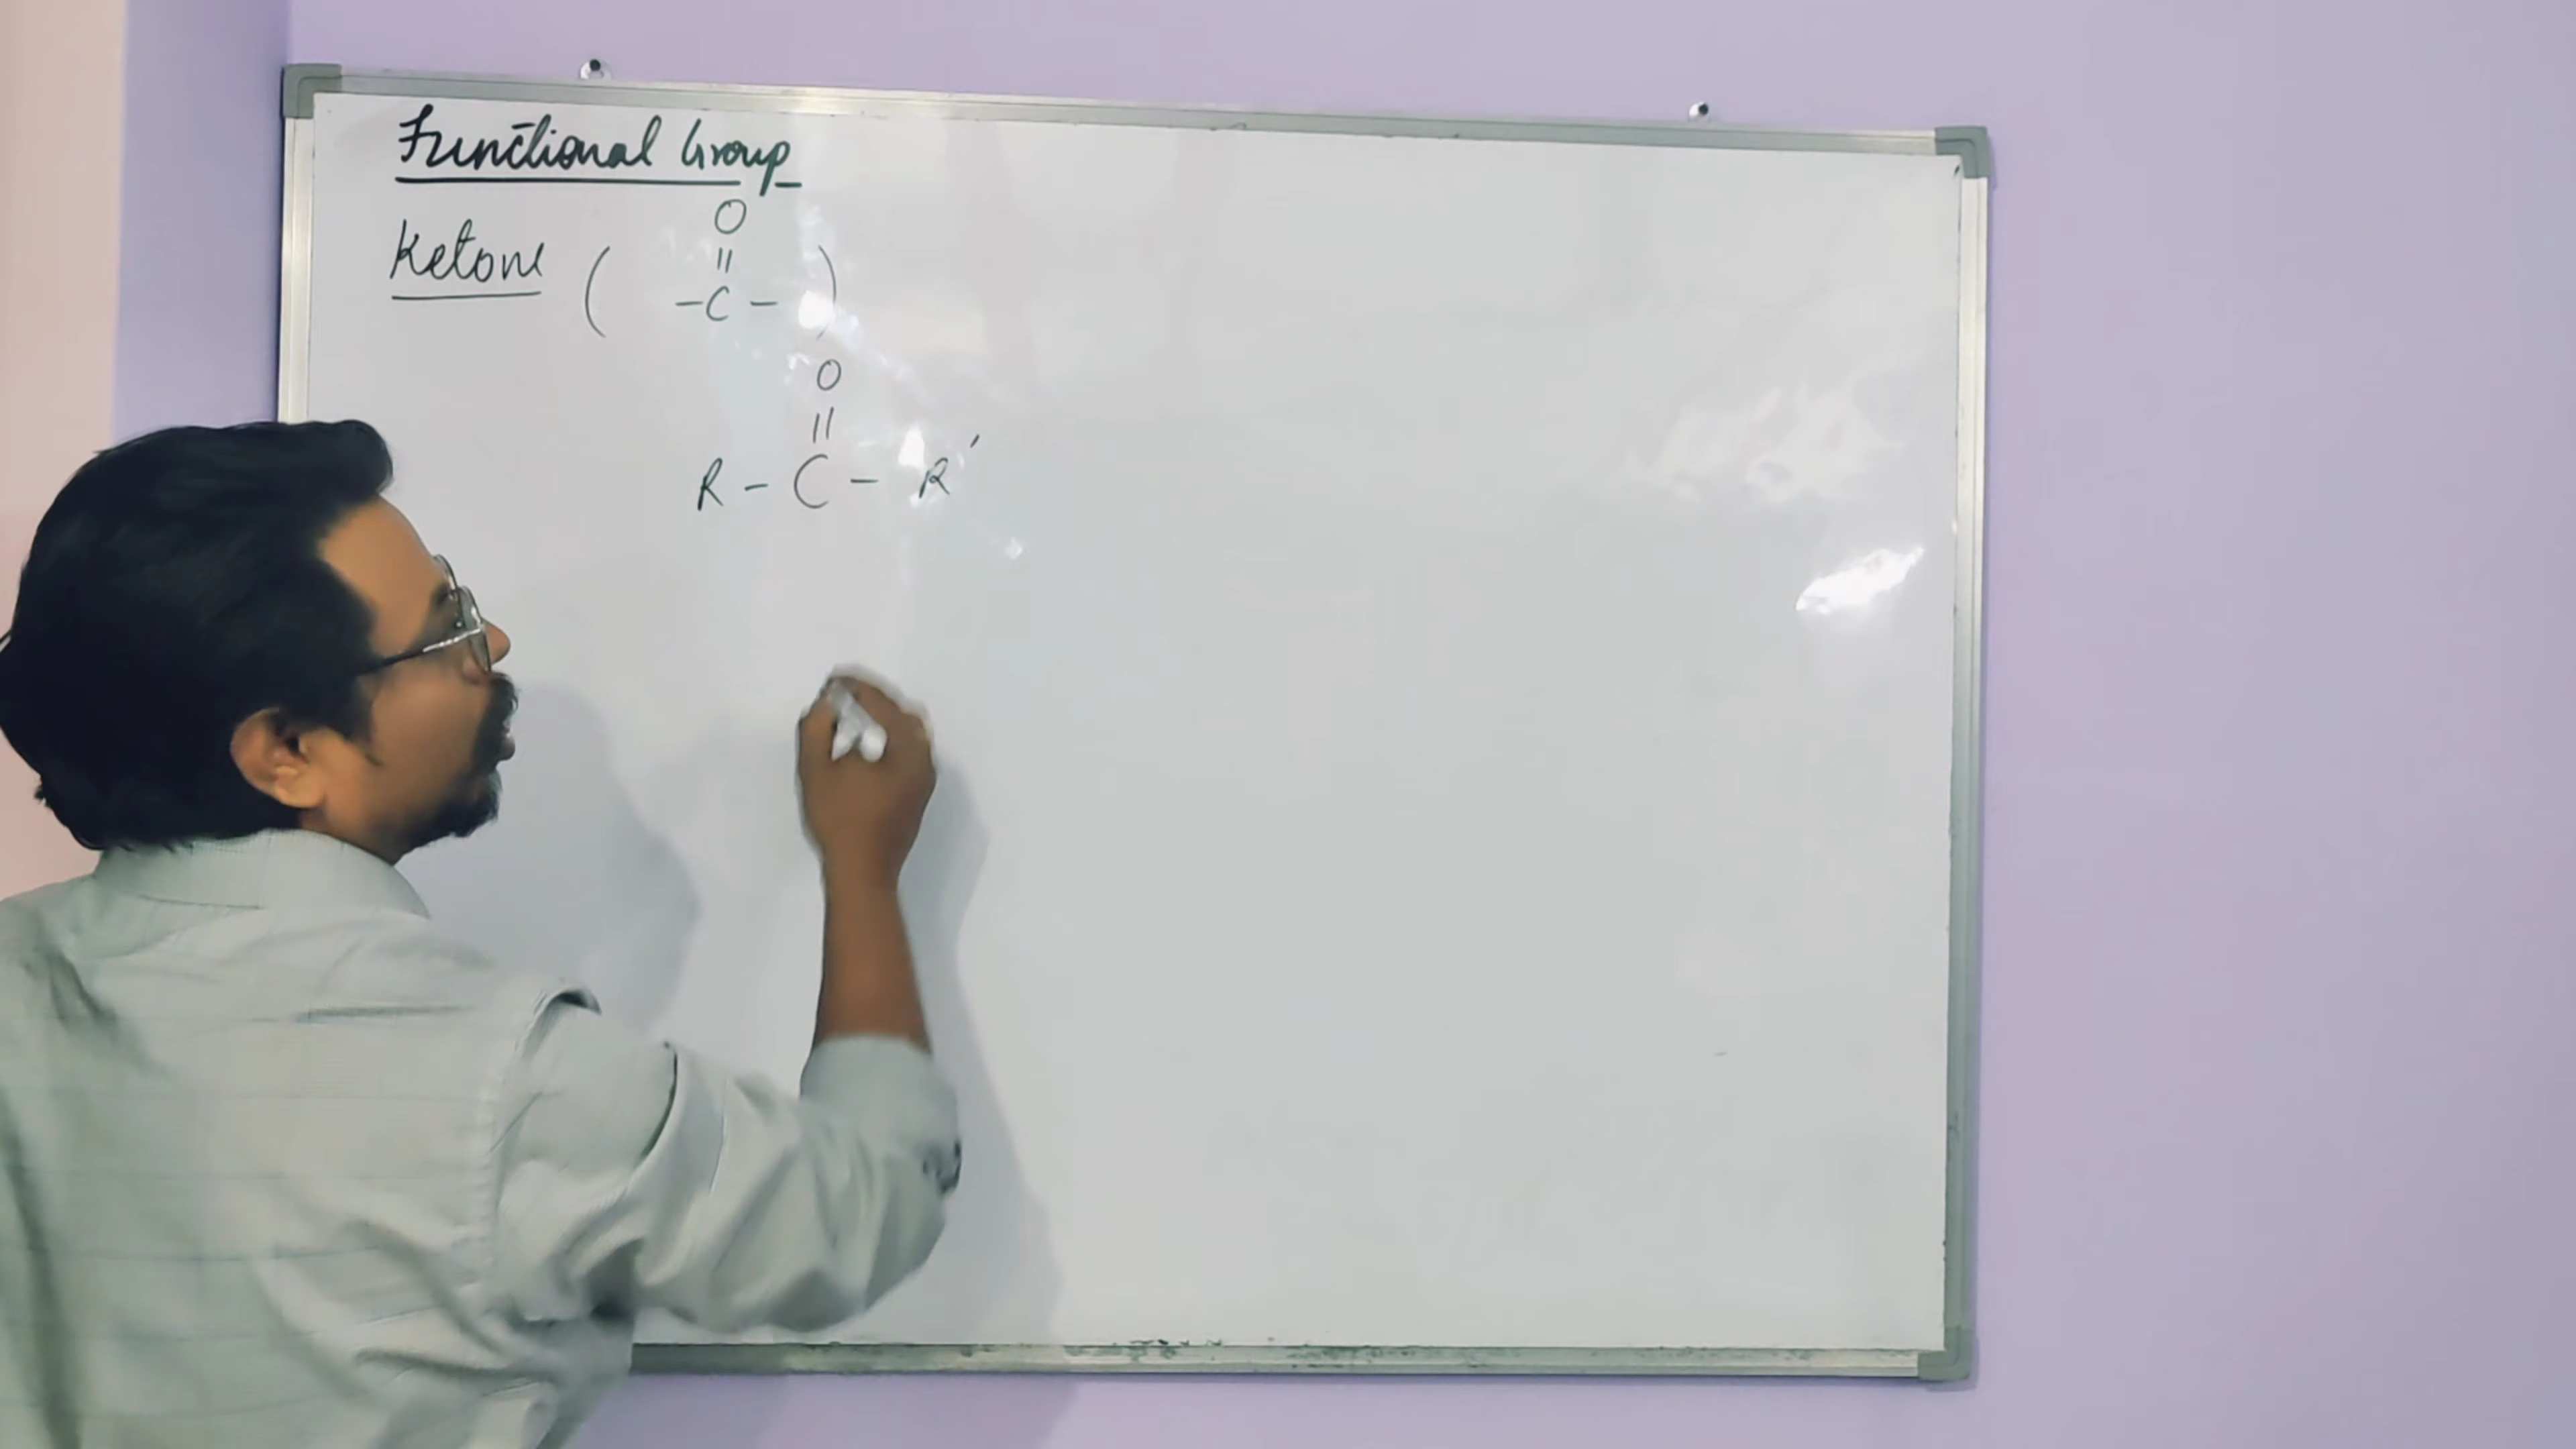 Functional Group
O
Ketone ( || )
-C-
O
||
R - C - R'